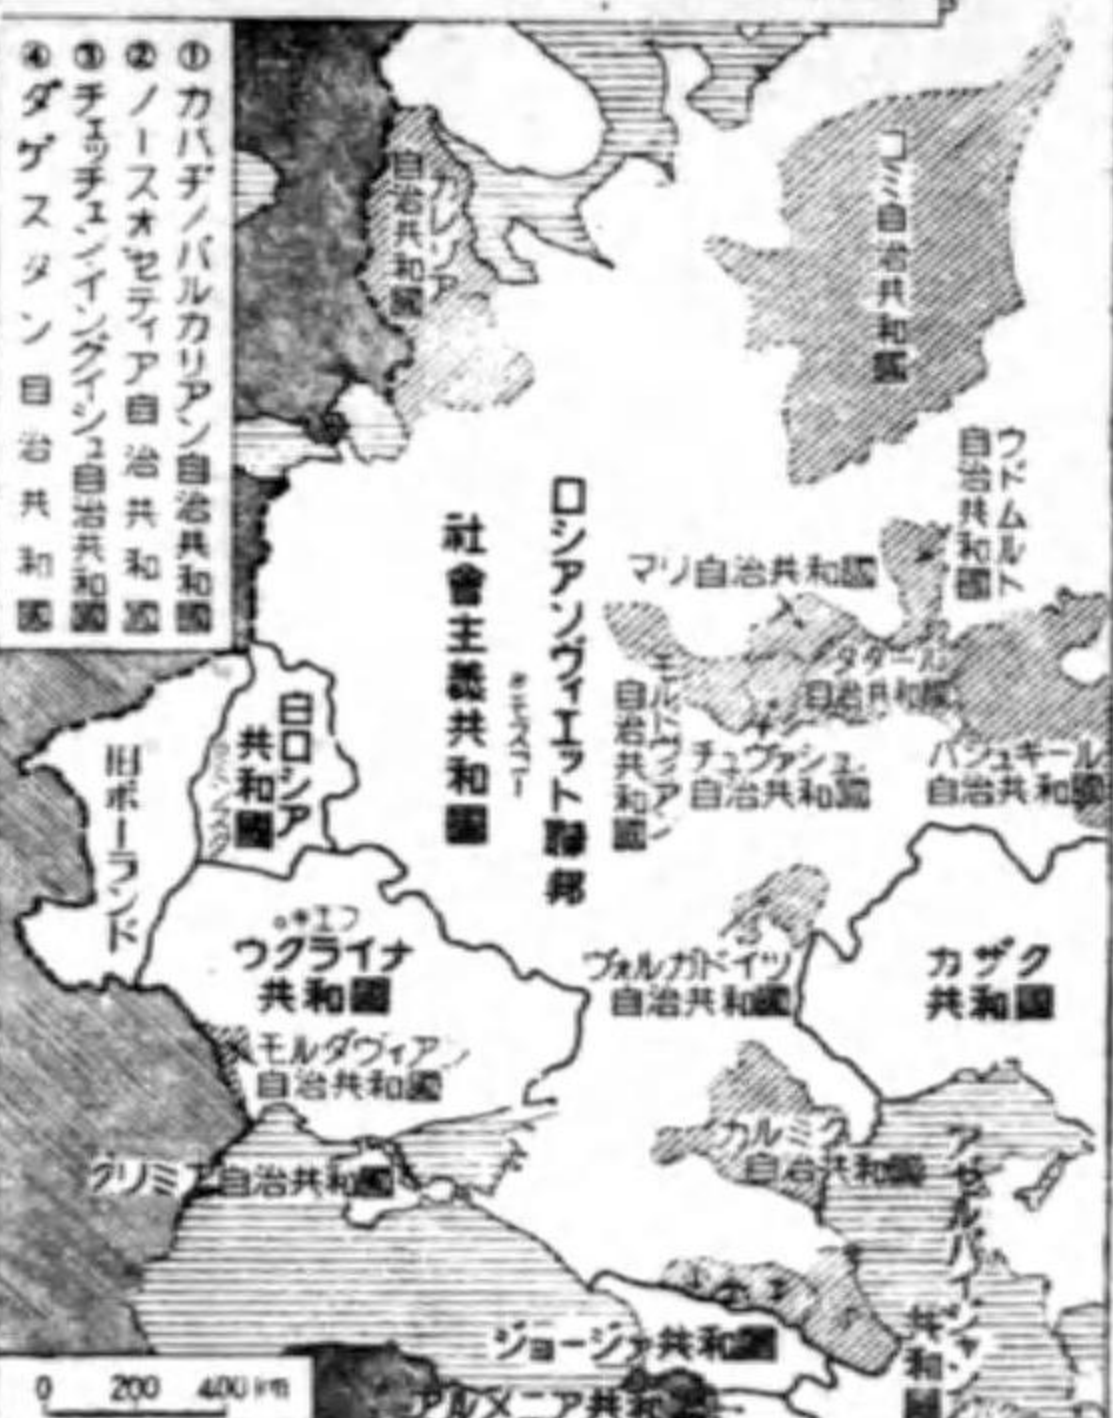 ①カバヂノバルカリアン自治共和國
②ノースオセティア自治共和國
③チェッチェンイングイシュ自治共和國
④ダゲスタン自治共和國
カレリア
自治共和國
コミ自治共和國
ウドムルト
自治共和國
マリ自治共和國
ロシアンヴィエット聯邦
社會主義共和國
タタール
自治共和國
モルドヴィアン
自治共和國
チュヴァシュ
自治共和國
バシュキール
自治共和國
白ロシア
共和國
旧ポーランド
キエフ
ウクライナ
共和國
モルダヴィアン
自治共和國
ヴォルガドイツ
自治共和國
カザク
共和國
カルミク
自治共和國
クリミア自治共和國
アゼルバイジャン
共和國
ジョージア共和國
アルメニア共和
0 200 400km